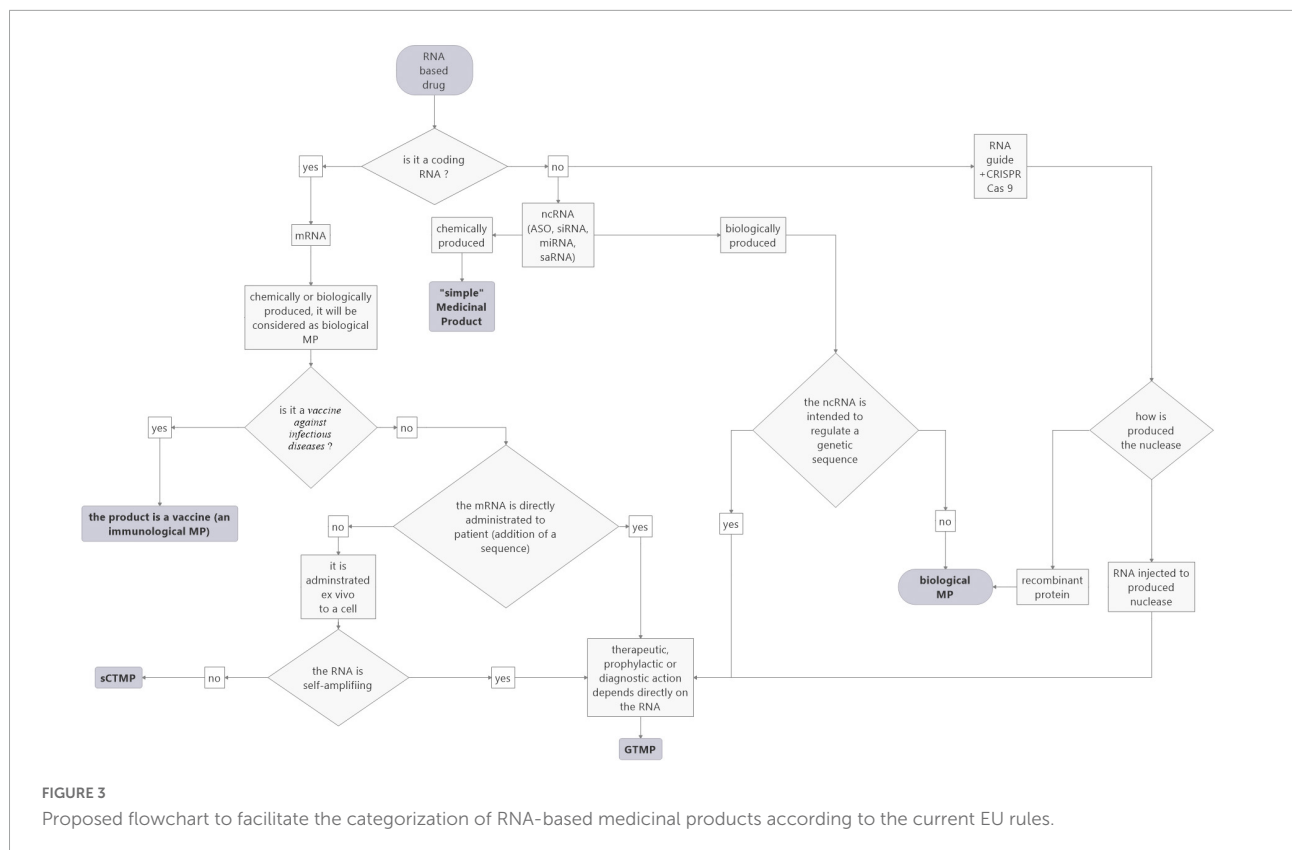 RNA
based
drug
is it a coding
RNA ?
yes
no
RNA
guide
+CRISPR
Cas 9
mRNA
chemically
produced
ncRNA
(ASO, siRNA,
miRNA,
saRNA)
biologically
produced
"simple"
Medicinal
Product
chemically or biologically
produced, it will be
considered as biological
MP
is it a vaccine
against
infectious
diseases ?
yes
no
the ncRNA is
intended to
regulate a
genetic
sequence
how is
produced
the nuclease
the product is a vaccine (an
immunological MP)
the mRNA is directly
administrated to
patient (addition of a
sequence)
no
yes
yes
no
it is
adminstrated
ex vivo
to a cell
biological
MP
recombinant
protein
RNA injected to
produced
nuclease
the RNA is
self-amplifiing
sCTMP
no
yes
therapeutic,
prophylactic or
diagnostic action
depends directly on
the RNA
GTMP
FIGURE 3
Proposed flowchart to facilitate the categorization of RNA-based medicinal products according to the current EU rules.